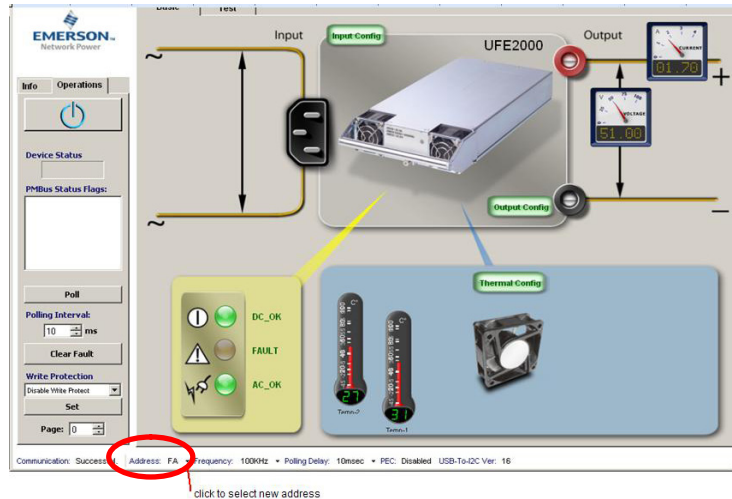 Basic Test
EMERSON
Network Power
Info Operations
Device Status
PMBus Status Flags:
Poll
Polling Interval:
10 ms
Clear Fault
Write Protection
Disable Write Protect
Set
Page: 0
Input
Input Config
UFE2000
Output
CURRENT
01.70
+
VOLTAGE
51.00
Output Config
−
~
~
DC_OK
FAULT
AC_OK
Thermal Config
27
Temp-2
31
Temp-1
Communication: Successful. Address: FA Frequency: 100KHz Polling Delay: 10msec PEC: Disabled USB-To-I2C Ver: 16
click to select new address